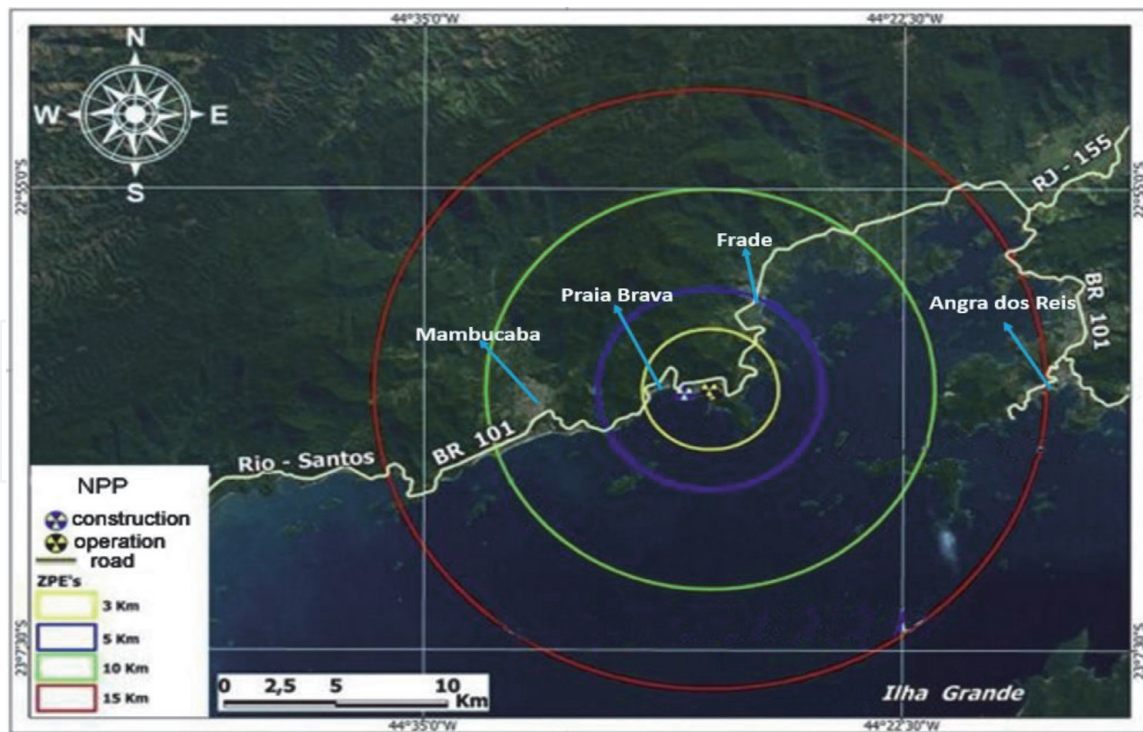 44°35'0"W
44°22'30"W
N
W
E
S
22°55'0"S
22°55'0"S
RJ - 155
Frade
Praia Brava
Angra dos Reis
BR 101
Mambucaba
BR 101
Rio - Santos
NPP
construction
operation
road
ZPE's
3 Km
5 Km
10 Km
15 Km
0 2,5 5 10
Km
Ilha Grande
23°7'30"S
23°7'30"S
44°35'0"W
44°22'30"W